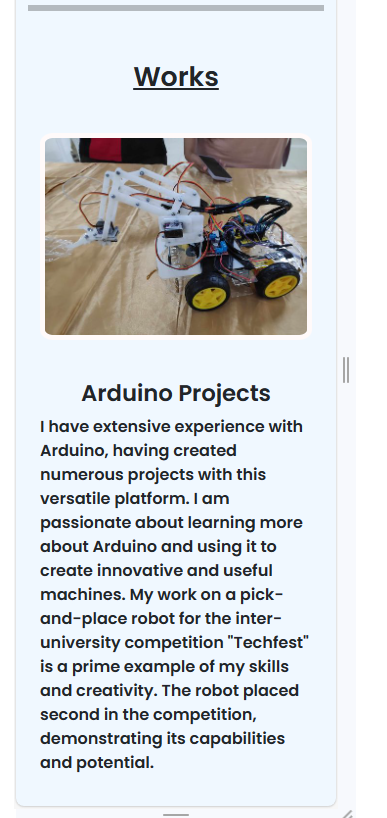 Works
Arduino Projects
I have extensive experience with
Arduino, having created
numerous projects with this
versatile platform. I am
passionate about learning more
about Arduino and using it to
create innovative and useful
machines. My work on a pick-
and-place robot for the inter-
university competition "Techfest"
is a prime example of my skills
and creativity. The robot placed
second in the competition,
demonstrating its capabilities
and potential.